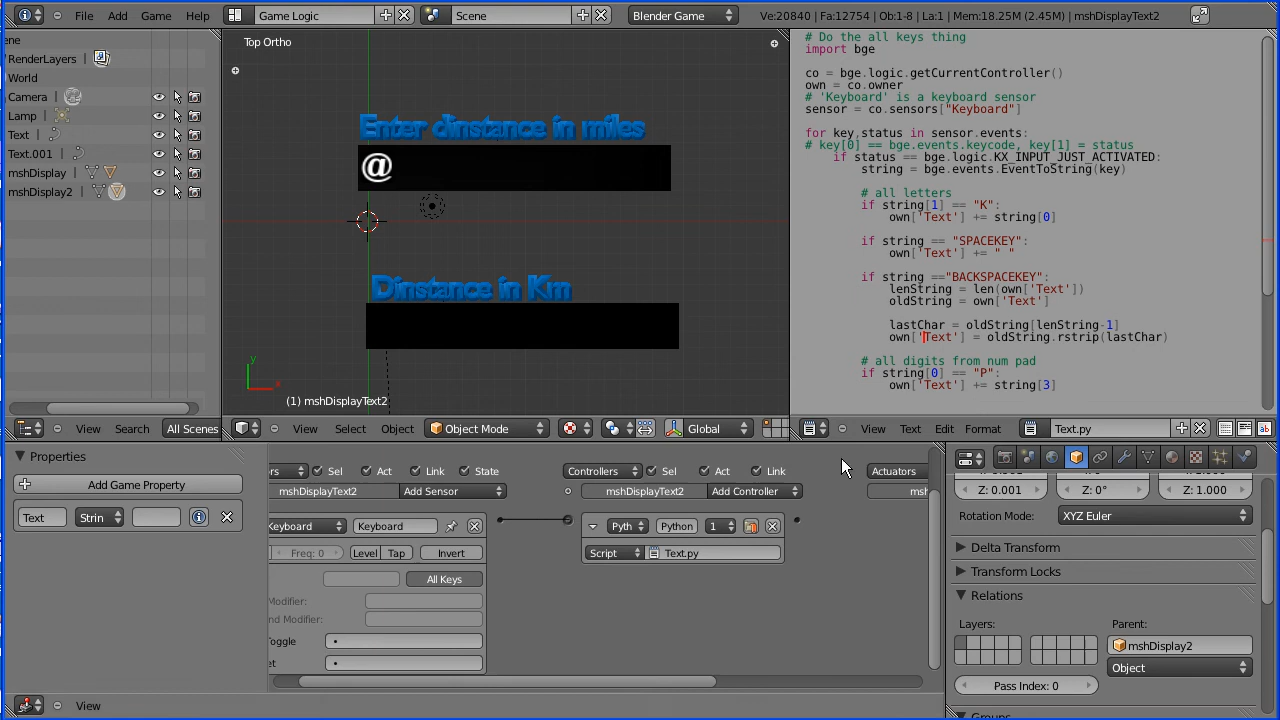 File Add Game Help Game Logic Scene Blender Game Ve:20840 | Fa:12754 | Ob:1-8 | La:1 | Mem:18.25M (2.45M) | mshDisplayText2
ene
RenderLayers
World
Camera
Lamp
Text
Text.001
mshDisplay
mshDisplay2
View Search All Scenes
Top Ortho
Enter dinstance in miles
@
Dinstance in Km
y
x
(1) mshDisplayText2
View Select Object Object Mode Global
# Do the all keys thing
import bge
co = bge.logic.getCurrentController()
own = co.owner
# 'Keyboard' is a keyboard sensor
sensor = co.sensors["Keyboard"]
for key,status in sensor.events:
# key[0] == bge.events.keycode, key[1] = status
if status == bge.logic.KX_INPUT_JUST_ACTIVATED:
string = bge.events.EventToString(key)
# all letters
if string[1] == "K":
own['Text'] += string[0]
if string == "SPACEKEY":
own['Text'] += " "
if string =="BACKSPACEKEY":
lenString = len(own['Text'])
oldString = own['Text']
lastChar = oldString[lenString-1]
own['Text'] = oldString.rstrip(lastChar)
# all digits from num pad
if string[0] == "P":
own['Text'] += string[3]
View Text Edit Format Text.py
Properties
Add Game Property
Text Strin
View
ors Sel Act Link State
mshDisplayText2 Add Sensor
Keyboard Keyboard
Freq: 0 Level Tap Invert
All Keys
Modifier:
nd Modifier:
oggle
et
Controllers Sel Act Link
mshDisplayText2 Add Controller
Pyth Python 1
Script Text.py
Actuators
msh
Z: 0.001 Z: 0° Z: 1.000
Rotation Mode: XYZ Euler
Delta Transform
Transform Locks
Relations
Layers: Parent:
mshDisplay2
Object
Pass Index: 0
Groups